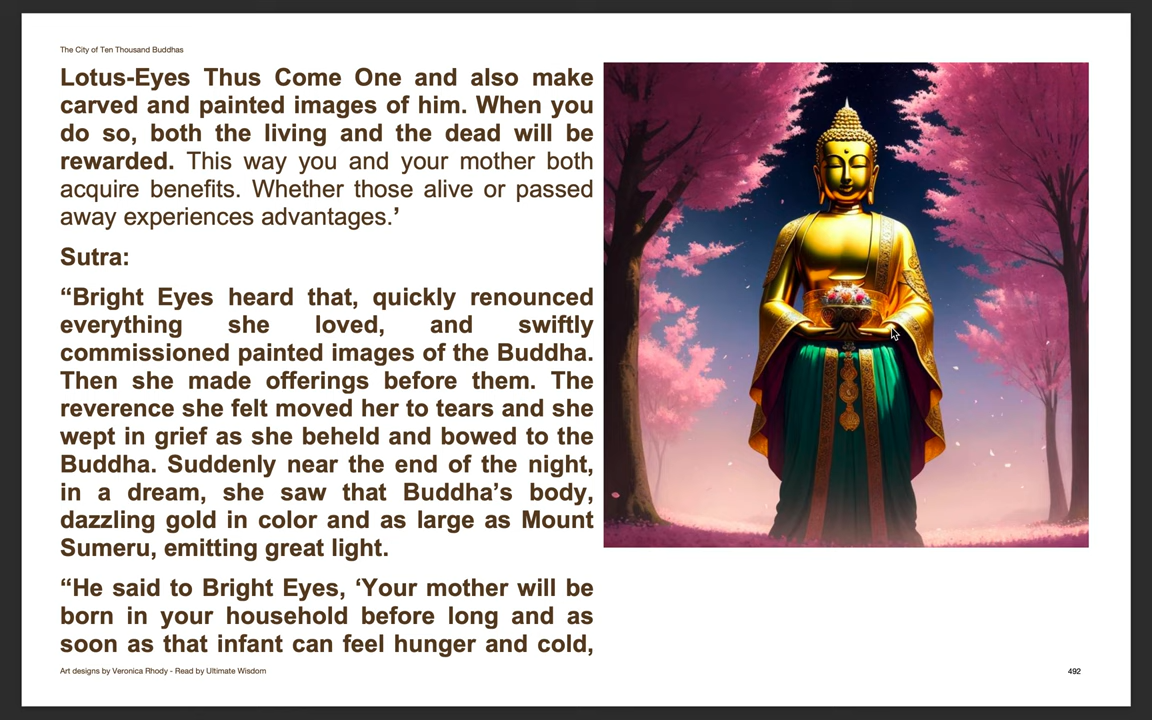 The City of Ten Thousand Buddhas
Lotus-Eyes Thus Come One and also make
carved and painted images of him. When you
do so, both the living and the dead will be
rewarded. This way you and your mother both
acquire benefits. Whether those alive or passed
away experiences advantages.’
Sutra:
“Bright Eyes heard that, quickly renounced
everything she loved, and swiftly
commissioned painted images of the Buddha.
Then she made offerings before them. The
reverence she felt moved her to tears and she
wept in grief as she beheld and bowed to the
Buddha. Suddenly near the end of the night,
in a dream, she saw that Buddha’s body,
dazzling gold in color and as large as Mount
Sumeru, emitting great light.
“He said to Bright Eyes, ‘Your mother will be
born in your household before long and as
soon as that infant can feel hunger and cold,
Art designs by Veronica Rhody - Read by Ultimate Wisdom
492